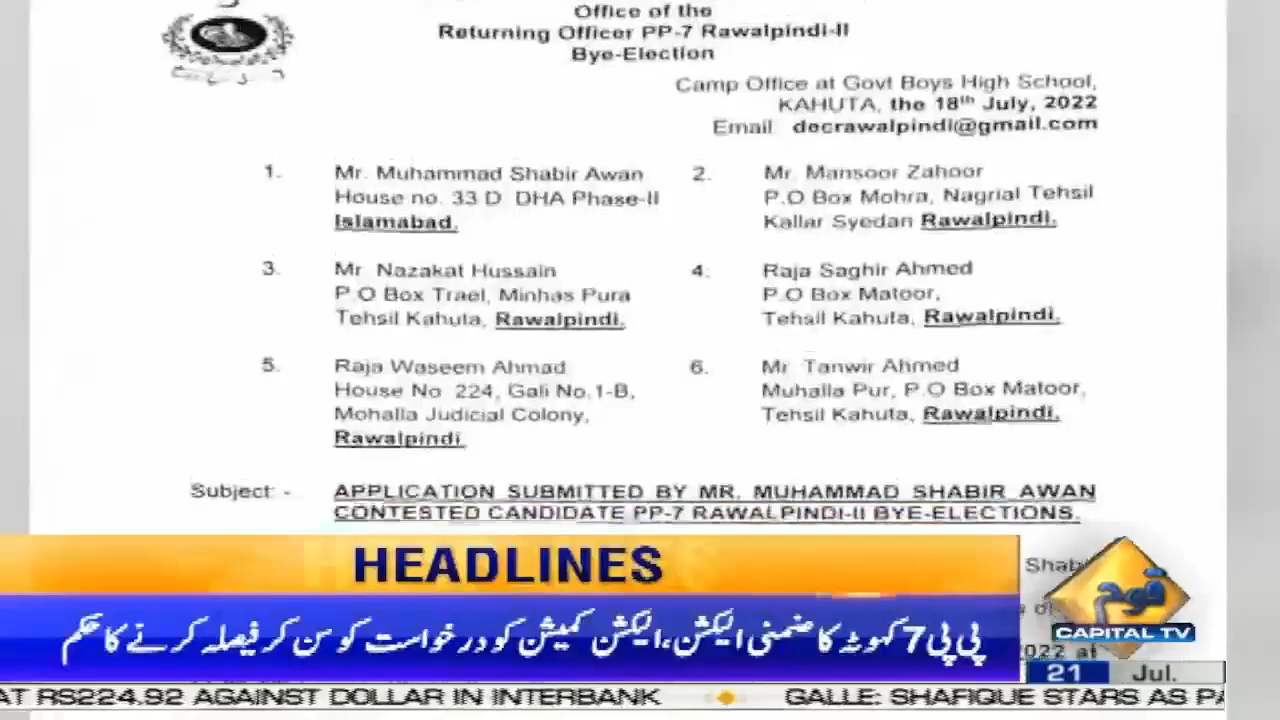 Office of the
Returning Officer PP-7 Rawalpindi-II
Bye-Election
Camp Office at Govt Boys High School,
KAHUTA, the 18th July, 2022
Email decrawalpindi@gmail.com
1. Mr. Muhammad Shabir Awan
House no. 33 D DHA Phase-II
Islamabad.
2. Mr. Mansoor Zahoor
P.O Box Mohra, Nagrial Tehsil
Kallar Syedan Rawalpindi.
3. Mr Nazakat Hussain
P O Box Trael, Minhas Pura
Tehsil Kahuta, Rawalpindi.
4. Raja Saghir Ahmed
P.O Box Matoor,
Tehsil Kahuta, Rawalpindi.
5. Raja Waseem Ahmad
House No 224, Gali No.1-B,
Mohalla Judicial Colony,
Rawalpindi.
6. Mr Tanwir Ahmed
Muhalla Pur, P.O Box Matoor,
Tehsil Kahuta, Rawalpindi.
Subject - APPLICATION SUBMITTED BY MR. MUHAMMAD SHABIR AWAN
CONTESTED CANDIDATE PP-7 RAWALPINDI-II BYE-ELECTIONS.
HEADLINES
پی پی 7 کہوٹہ کا ضمنی الیکشن، الیکشن کمیشن کو درخواست کو سن کر فیصلہ کرنے کا حکم
2022 at
CAPITAL TV
21 Jul.
AT RS224.92 AGAINST DOLLAR IN INTERBANK GALLE: SHAFIQUE STARS AS